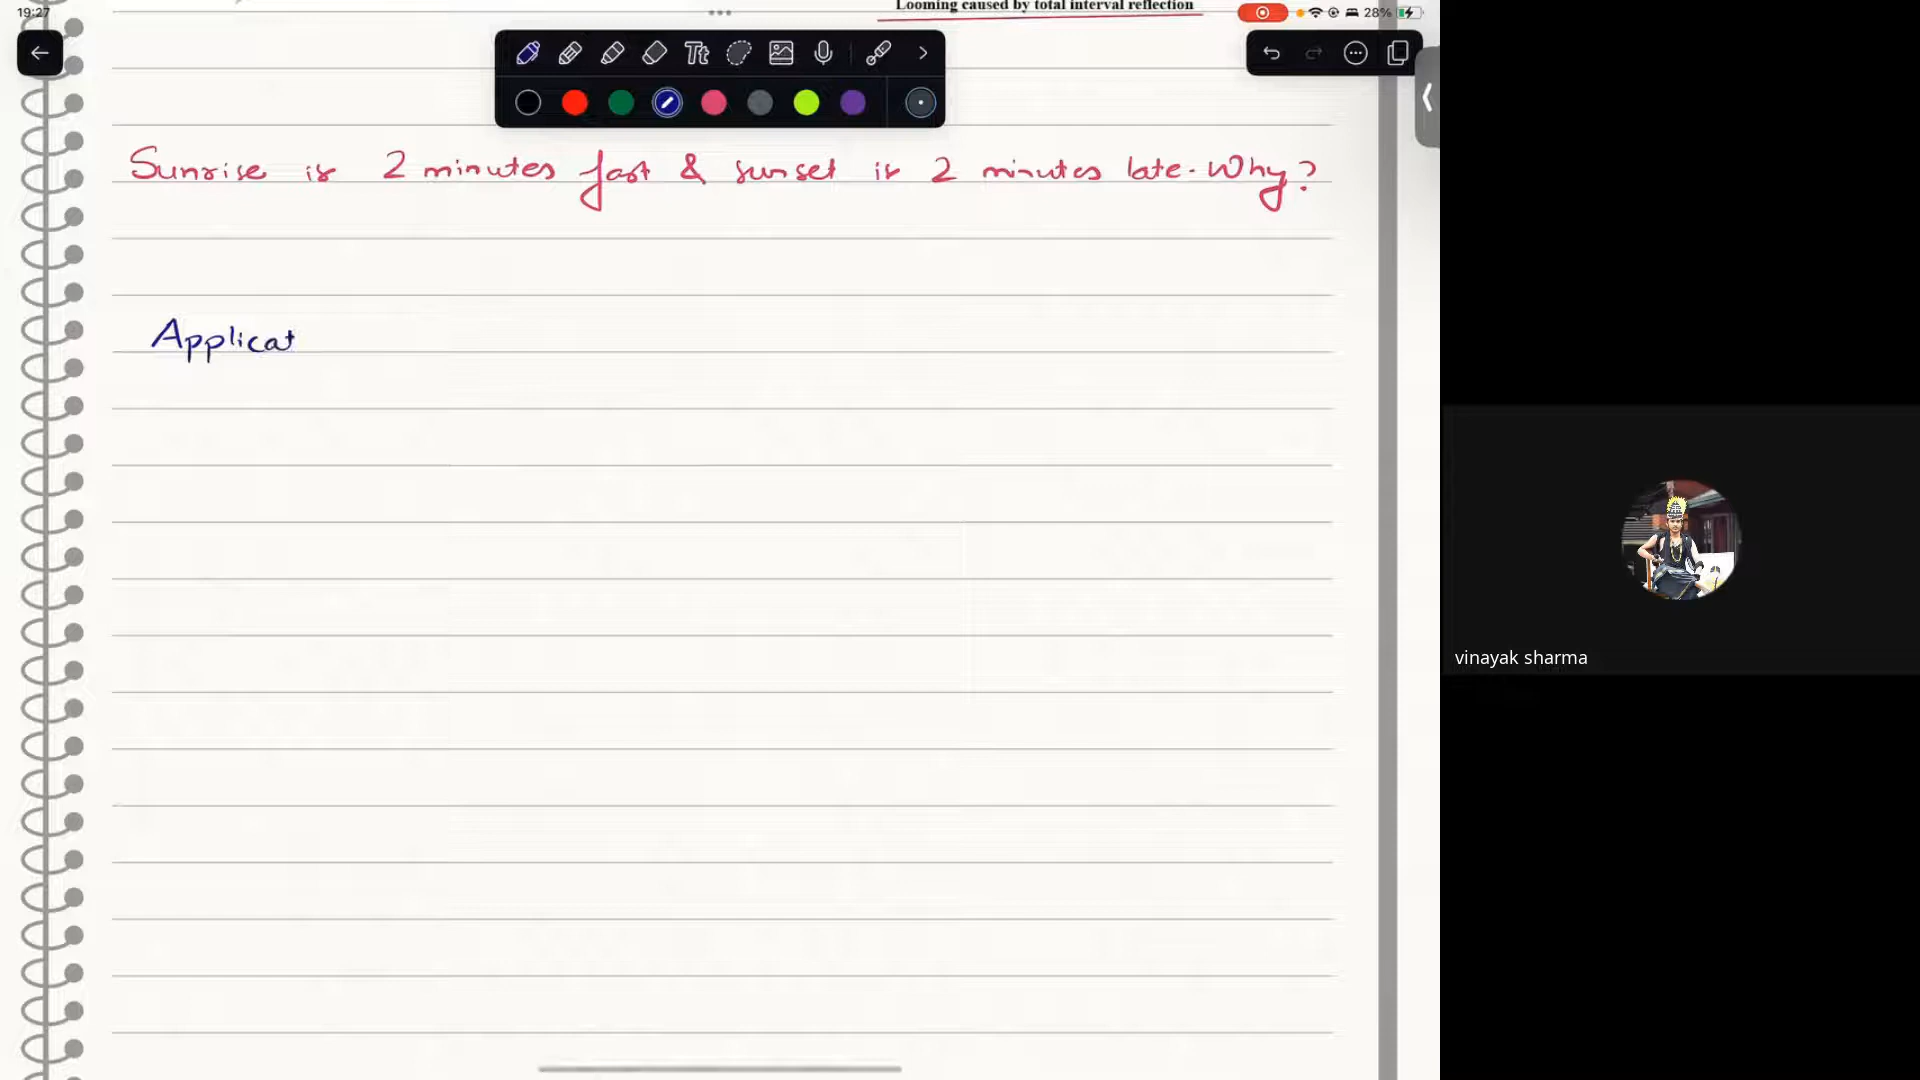 19:27
Looming caused by total interval reflection
28%
Tt
Sunrise is 2 minutes fast & sunset is 2 minutes late. Why?
Applicat
vinayak sharma